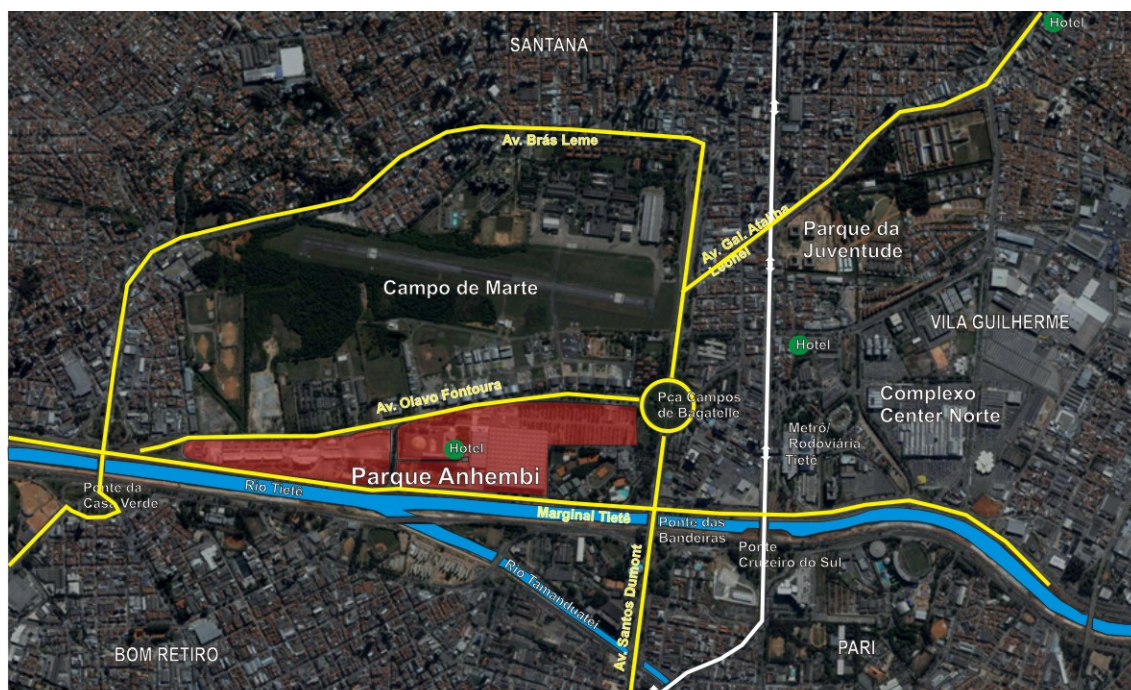 Hotel
SANTANA
Av. Brás Leme
Av. Gal. Ataliba
Leonel
Parque da
Juventude
Campo de Marte
VILA GUILHERME
Hotel
Av. Olavo Fontoura
Pca Campos
de Bagatelle
Complexo
Center Norte
Metrô/
Rodoviária
Tietê
Hotel
Parque Anhembi
Rio Tietê
Ponte da
Casa Verde
Marginal Tietê
Ponte das
Bandeiras
Ponte
Cruzeiro do Sul
Rio Tamanduateí
Av. Santos Dumont
BOM RETIRO
PARI